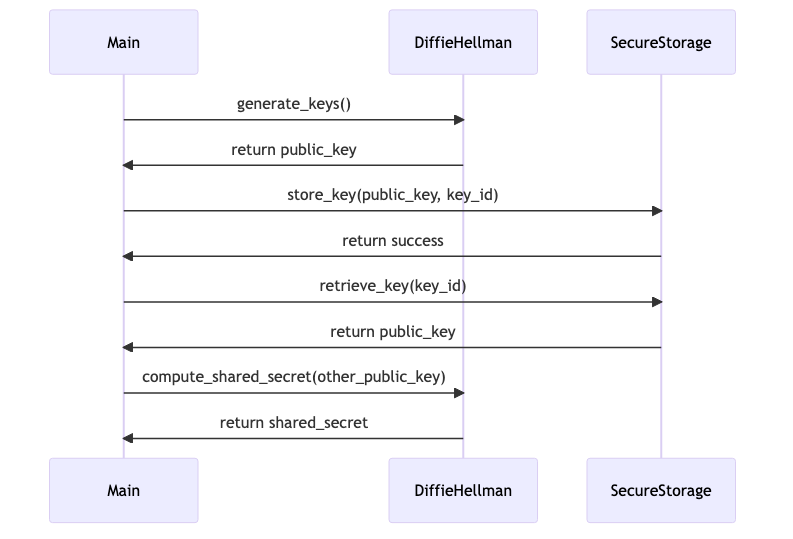 Main
DiffieHellman
SecureStorage
generate_keys()
return public_key
store_key(public_key, key_id)
return success
retrieve_key(key_id)
return public_key
compute_shared_secret(other_public_key)
return shared_secret
Main
DiffieHellman
SecureStorage